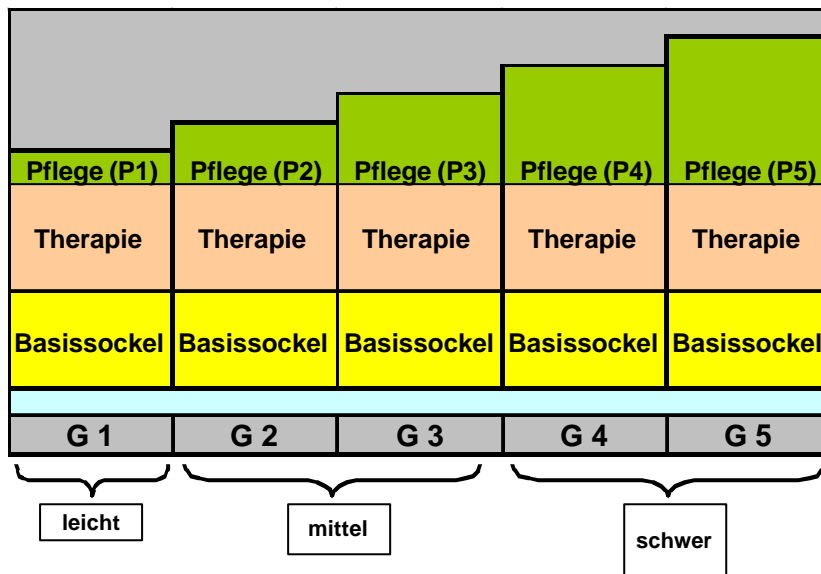 Pflege (P1) Pflege (P2) Pflege (P3) Pflege (P4) Pflege (P5)
Therapie Therapie Therapie Therapie Therapie
Basissockel Basissockel Basissockel Basissockel Basissockel
G 1 G 2 G 3 G 4 G 5
leicht mittel schwer